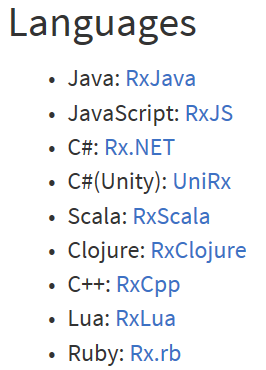 Languages
• Java: RxJava
• JavaScript: RxJS
• C#: Rx.NET
• C#(Unity): UniRx
• Scala: RxScala
• Clojure: RxClojure
• C++: RxCpp
• Lua: RxLua
• Ruby: Rx.rb